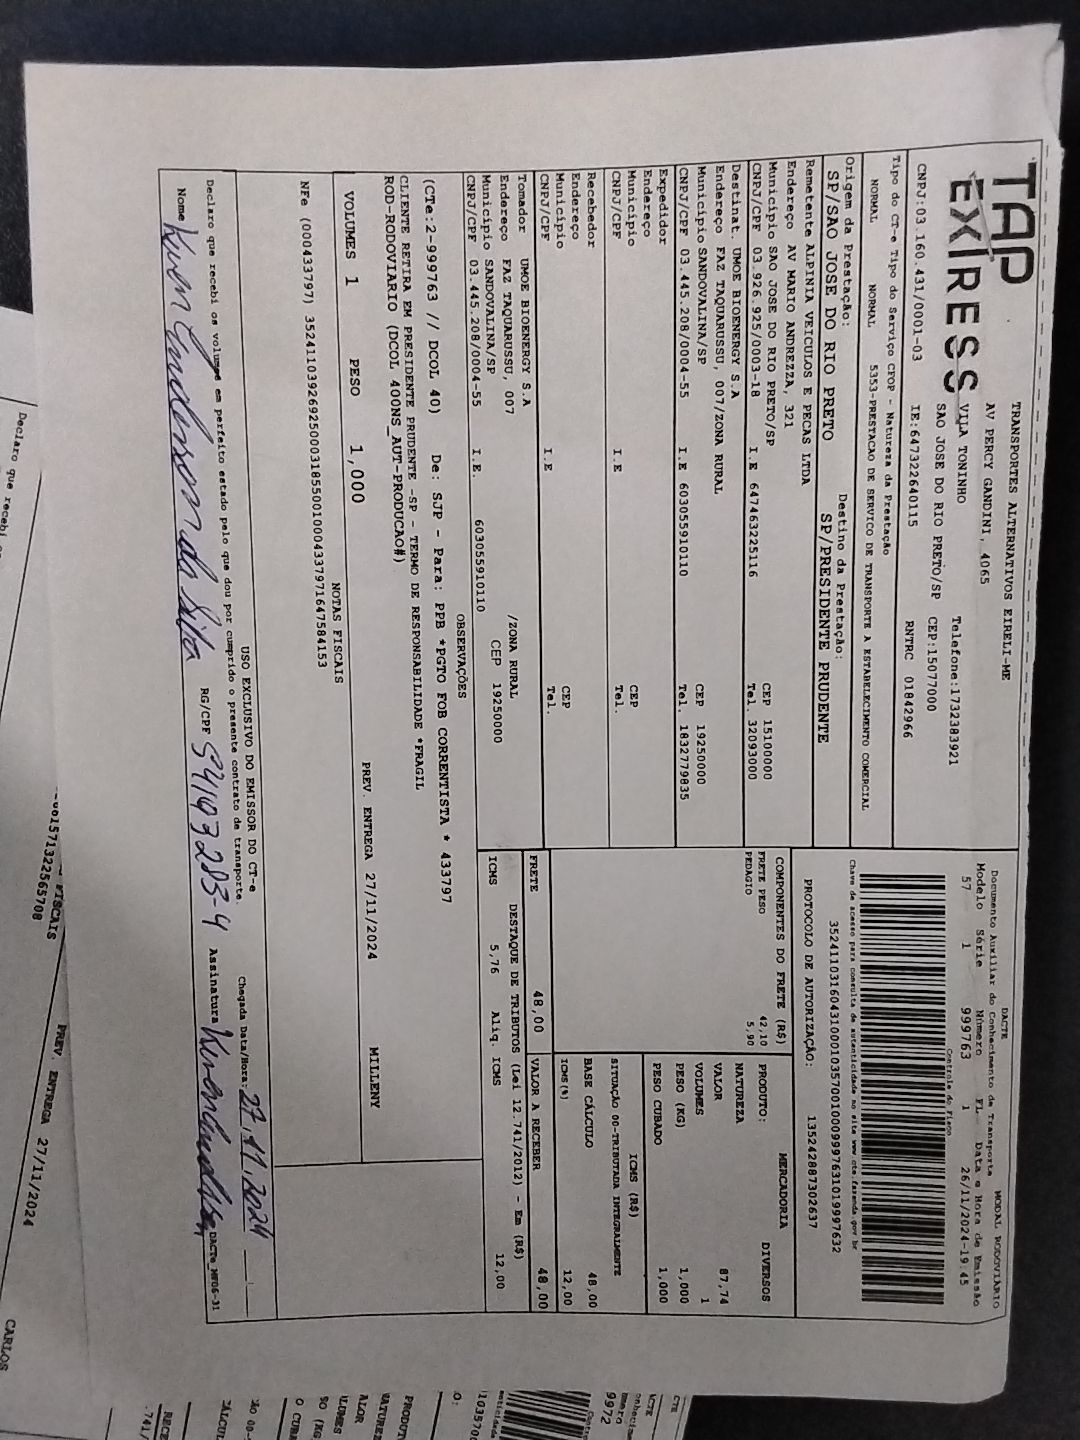 TAP
EXPRESS
TRANSPORTES ALTERNATIVOS EIRELI-ME
AV PERCY GANDINI, 4065
VILA TONINHO Telefone:1732383921
SAO JOSE DO RIO PRETO/SP CEP:15077000
CNPJ:03.160.431/0001-03 IE:647322640115 RNTRC 01842966
Tipo do CT-e Tipo do Serviço CFOP - Natureza da Prestação
NORMAL NORMAL 5353-PRESTACAO DE SERVICO DE TRANSPORTE A ESTABELECIMENTO COMERCIAL
Origem da Prestação: Destino da Prestação:
SP/SAO JOSE DO RIO PRETO SP/PRESIDENTE PRUDENTE
Remetente ALPINIA VEICULOS E PECAS LTDA
Endereço AV MARIO ANDREZZA, 321
Município SAO JOSE DO RIO PRETO/SP CEP 15100000
CNPJ/CPF 03.926.925/0003-18 I.E 647463225116 Tel. 32093000
Destinat. UMOE BIOENERGY S.A
Endereço FAZ TAQUARUSSU, 007/ZONA RURAL
Município SANDOVALINA/SP CEP 19250000
CNPJ/CPF 03.445.208/0004-55 I.E 603055910110 Tel. 1832779835
Expedidor
Endereço
Município CEP
CNPJ/CPF I.E Tel.
Recebedor
Endereço
Município CEP
CNPJ/CPF I.E Tel.
Tomador UMOE BIOENERGY S.A
Endereço FAZ TAQUARUSSU, 007 /ZONA RURAL
Município SANDOVALINA/SP CEP 19250000
CNPJ/CPF 03.445.208/0004-55 I.E. 603055910110
DACTE MODAL RODOVIÁRIO
Documento Auxiliar do Conhecimento de Transporte
Modelo Série Número FL Data e Hora de Emissão
57 1 999763 1 26/11/2024-19:45
Controle do Fisco
Chave de acesso para consulta de autenticidade no site www.cte.fazenda.gov.br
35241103160431000103570010009997631019997632
PROTOCOLO DE AUTORIZAÇÃO: 135242887302637
COMPONENTES DO FRETE (R$)
FRETE PESO 42,10
PEDAGIO 5,90
PRODUTO: MERCADORIA
NATUREZA DIVERSOS
VALOR 87,74
VOLUMES 1
PESO (KG) 1,000
PESO CUBADO 1,000
ICMS (R$)
SITUAÇÃO 00-TRIBUTADA INTEGRALMENTE
BASE CÁLCULO 48,00
ICMS(%) 12,00
FRETE 48,00 VALOR A RECEBER 48,00
DESTAQUE DE TRIBUTOS (Lei 12.741/2012) - Em (R$)
ICMS 5,76 Aliq. ICMS 12,00
OBSERVAÇÕES
(CTe:2-999763 // DCOL 40) De: SJP - Para: PPB *PGTO FOB CORRENTISTA * 433797
CLIENTE RETIRA EM PRESIDENTE PRUDENTE -SP - TERMO DE RESPONSABILIDADE *FRAGIL
ROD-RODOVIARIO (DCOL 400NS_AUT-PRODUCAO#)
VOLUMES 1 PESO 1,000 PREV. ENTREGA 27/11/2024 MILLENY
NOTAS FISCAIS
NFe (000433797) 35241103926925000318550010004337971647584153
USO EXCLUSIVO DO EMISSOR DO CT-e
Declaro que recebi os volumes em perfeito estado pelo que dou por cumprido o presente contrato de transporte.
Chegada Data/Hora: 27.11.2024
Nome RG/CPF 54193283-4 Assinatura
DACTe_MP06-31
PREV. ENTREGA 27/11/2024
CARLOS